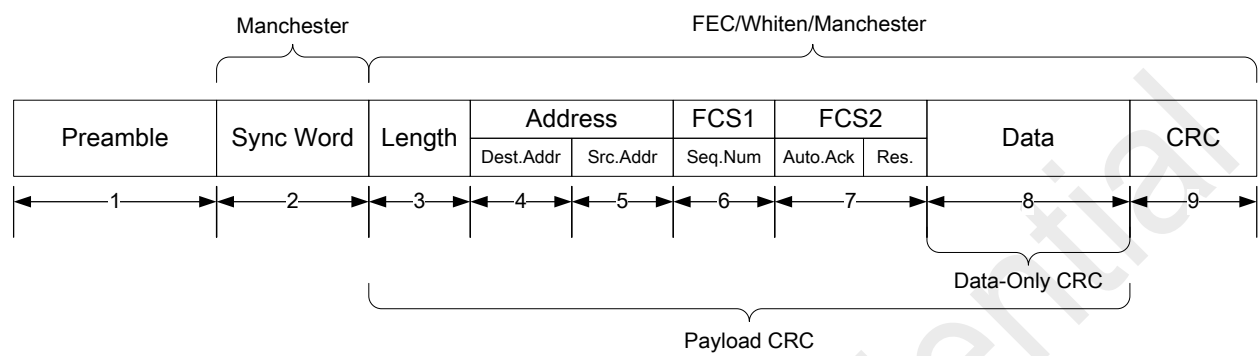 Manchester
FEC/Whiten/Manchester
Preamble
Sync Word
Length
Address
FCS1
FCS2
Data
CRC
Dest.Addr
Src.Addr
Seq.Num
Auto.Ack
Res.
1
2
3
4
5
6
7
8
9
Data-Only CRC
Payload CRC